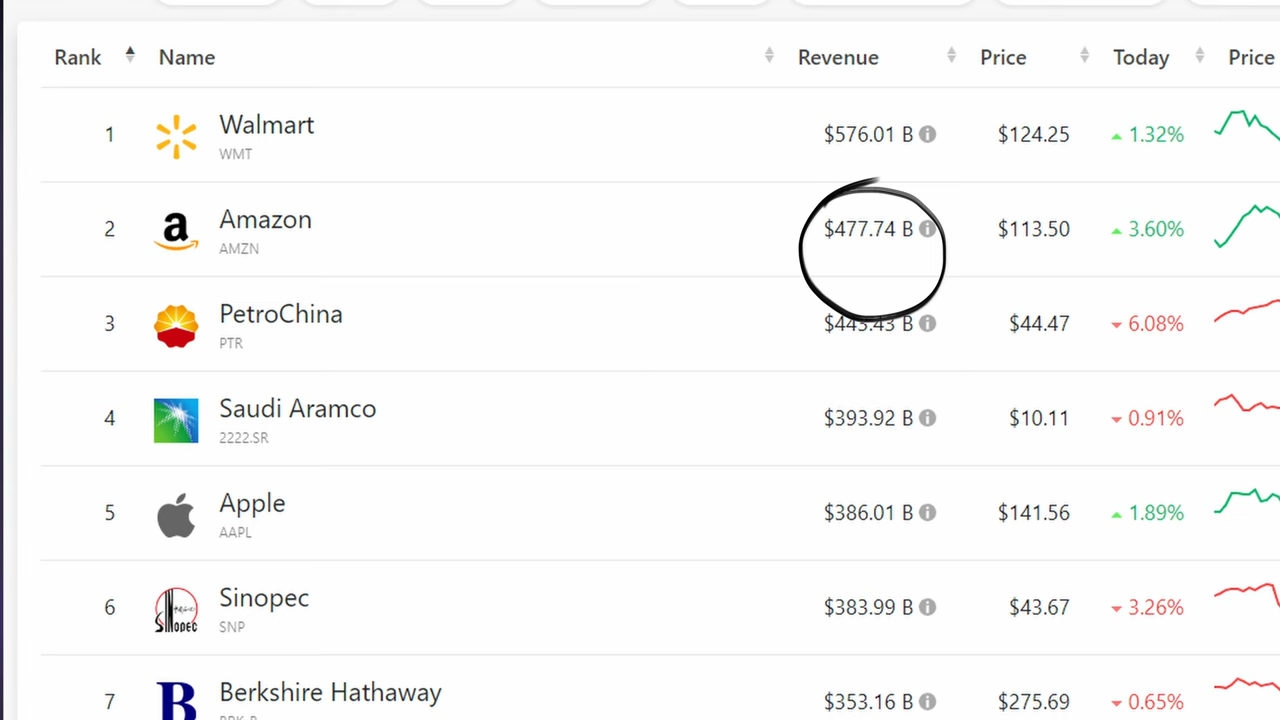 Rank Name Revenue Price Today Price
1 Walmart $576.01 B $124.25 1.32%
WMT
2 Amazon $477.74 B $113.50 3.60%
AMZN
3 PetroChina $443.43 B $44.47 6.08%
PTR
4 Saudi Aramco $393.92 B $10.11 0.91%
2222.SR
5 Apple $386.01 B $141.56 1.89%
AAPL
6 Sinopec $383.99 B $43.67 3.26%
SNP
7 Berkshire Hathaway $353.16 B $275.69 0.65%